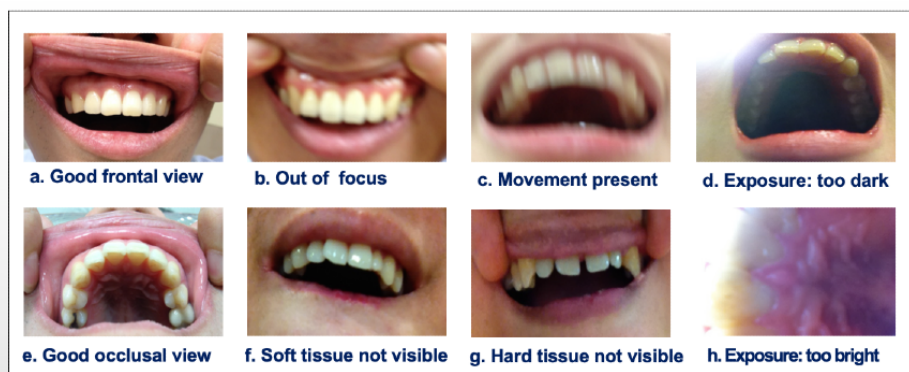 a. Good frontal view
b. Out of focus
c. Movement present
d. Exposure: too dark
e. Good occlusal view
f. Soft tissue not visible
g. Hard tissue not visible
h. Exposure: too bright